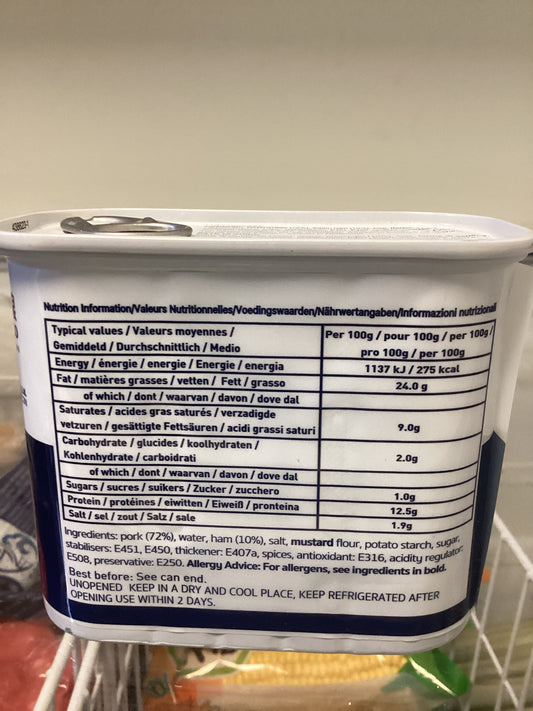 Nutrition Information/Valeurs Nutritionnelles/Voedingswaarden/Nährwertangaben/Informazioni nutrizionali
Typical values / Valeurs moyennes /
Gemiddeld / Durchschnittlich / Medio
Per 100g / pour 100g / per 100g/
pro 100g / per 100g
Energy / énergie / energie / Energie / energia
1137 kJ / 275 kcal
Fat / matières grasses / vetten / Fett / grasso
24.0 g
of which / dont / waarvan / davon / dove dal
Saturates / acides gras saturés / verzadigde
vetzuren / gesättigte Fettsäuren / acidi grassi saturi
9.0g
Carbohydrate / glucides / koolhydraten /
Kohlenhydrate / carboidrati
2.0g
of which / dont / waarvan / davon / dove dal
Sugars / sucres / suikers / Zucker / zucchero
1.0g
Protein / protéines / eiwitten / Eiweiß / pronteina
12.5g
Salt / sel / zout / Salz / sale
1.9g
Ingredients: pork (72%), water, ham (10%), salt, mustard flour, potato starch, sugar,
stabilisers: E451, E450, thickener: E407a, spices, antioxidant: E316, acidity regulator:
E508, preservative: E250. Allergy Advice: For allergens, see ingredients in bold.
Best before: See can end.
UNOPENED KEEP IN A DRY AND COOL PLACE, KEEP REFRIGERATED AFTER
OPENING USE WITHIN 2 DAYS.